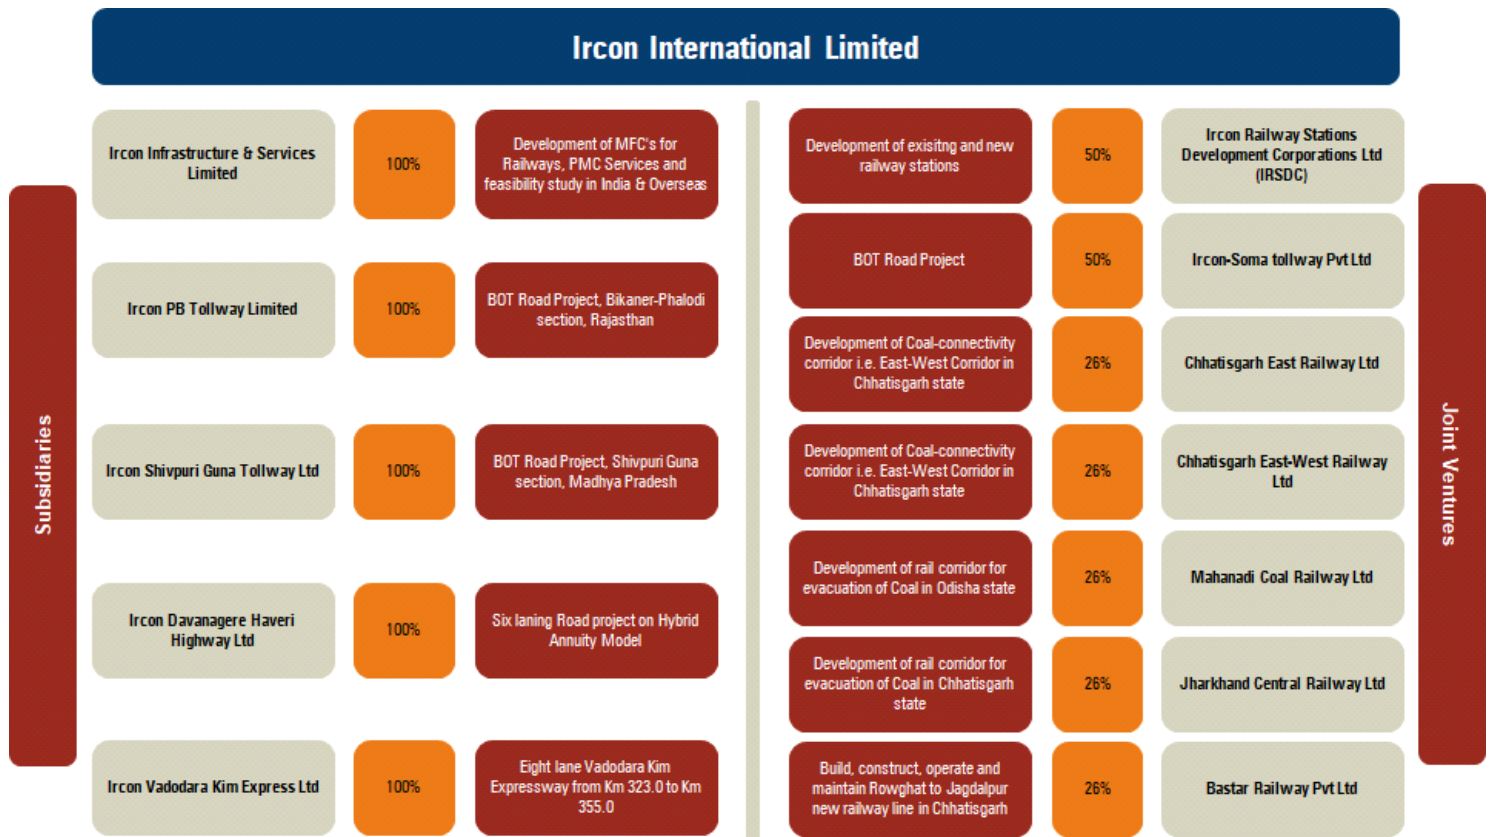 Ircon International Limited
Subsidiaries
Ircon Infrastructure & Services
Limited
100%
Development of MFC's for
Railways, PMC Services and
feasibility study in India & Overseas
Ircon PB Tollway Limited
100%
BOT Road Project, Bikaner-Phalodi
section, Rajasthan
Ircon Shivpuri Guna Tollway Ltd
100%
BOT Road Project, Shivpuri Guna
section, Madhya Pradesh
Ircon Davanagere Haveri
Highway Ltd
100%
Six laning Road project on Hybrid
Annuity Model
Ircon Vadodara Kim Express Ltd
100%
Eight lane Vadodara Kim
Expressway from Km 323.0 to Km
355.0
Development of exisitng and new
railway stations
50%
Ircon Railway Stations
Development Corporations Ltd
(IRSDC)
BOT Road Project
50%
Ircon-Soma tollway Pvt Ltd
Development of Coal-connectivity
corridor i.e. East-West Corridor in
Chhatisgarh state
26%
Chhatisgarh East Railway Ltd
Development of Coal-connectivity
corridor i.e. East-West Corridor in
Chhatisgarh state
26%
Chhatisgarh East-West Railway
Ltd
Development of rail corridor for
evacuation of Coal in Odisha state
26%
Mahanadi Coal Railway Ltd
Development of rail corridor for
evacuation of Coal in Chhatisgarh
state
26%
Jharkhand Central Railway Ltd
Build, construct, operate and
maintain Rowghat to Jagdalpur
new railway line in Chhatisgarh
26%
Bastar Railway Pvt Ltd
Joint Ventures